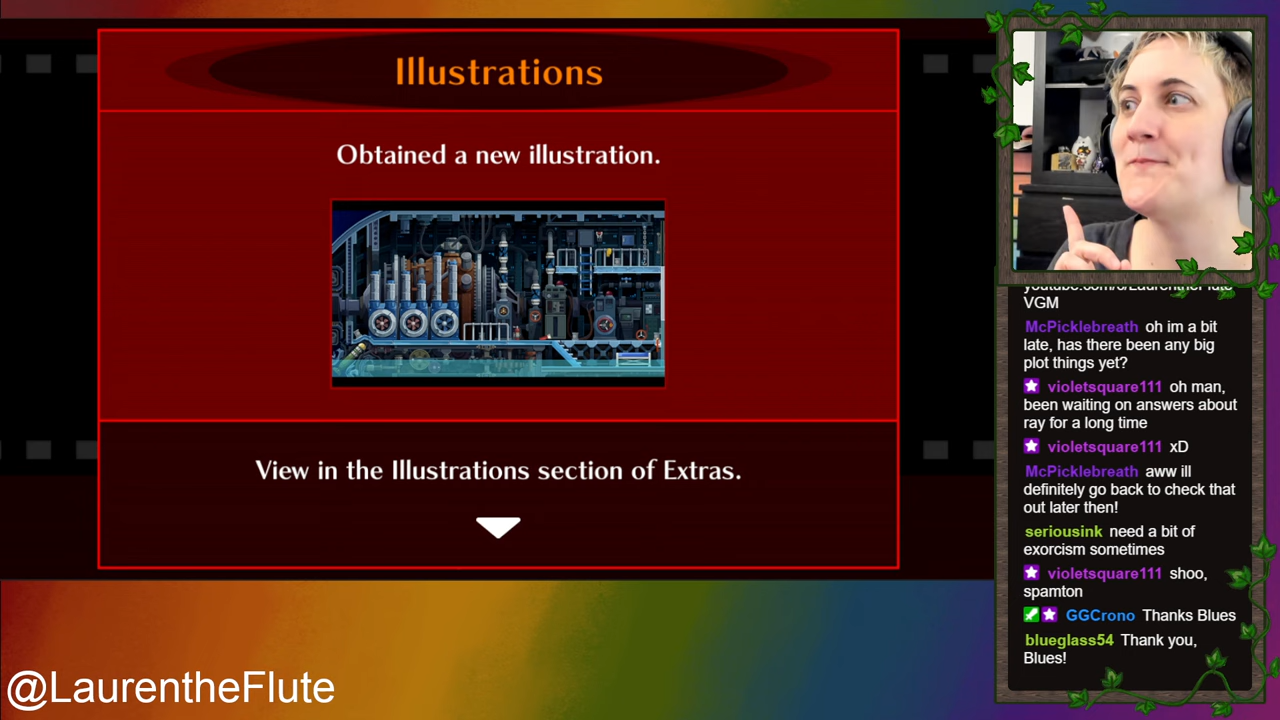 Illustrations
Obtained a new illustration.
View in the Illustrations section of Extras.
@LaurentheFlute
youtube.com/c/LaurentheFlute
VGM
McPicklebreath oh im a bit
late, has there been any big
plot things yet?
violetsquare111 oh man,
been waiting on answers about
ray for a long time
violetsquare111 xD
McPicklebreath aww ill
definitely go back to check that
out later then!
seriousink need a bit of
exorcism sometimes
violetsquare111 shoo,
spamton
GGCrono Thanks Blues
blueglass54 Thank you,
Blues!